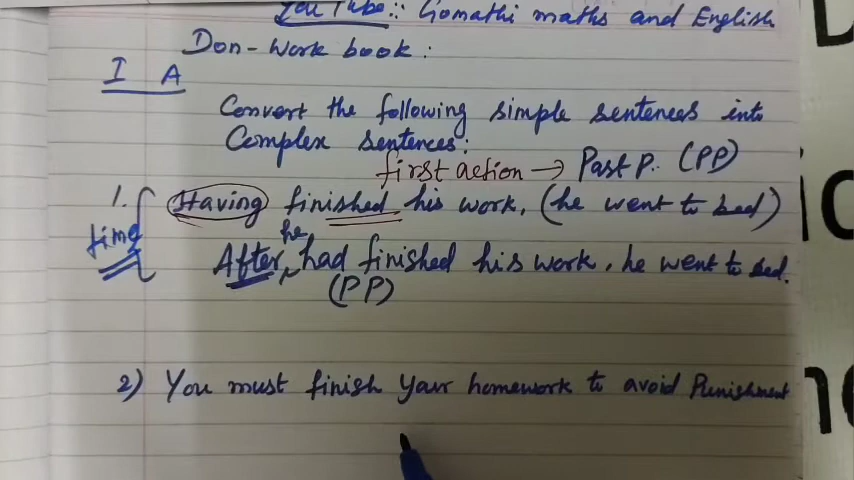 YouTube:: Gomathi maths and English
Don-Work book:
I A
Convert the following simple sentences into
Complex sentences:
first action → Past P. (PP)
1. Having finished his work, (he went to bed)
time
he
After had finished his work, he went to bed.
(PP)
2) You must finish your homework to avoid Punishment